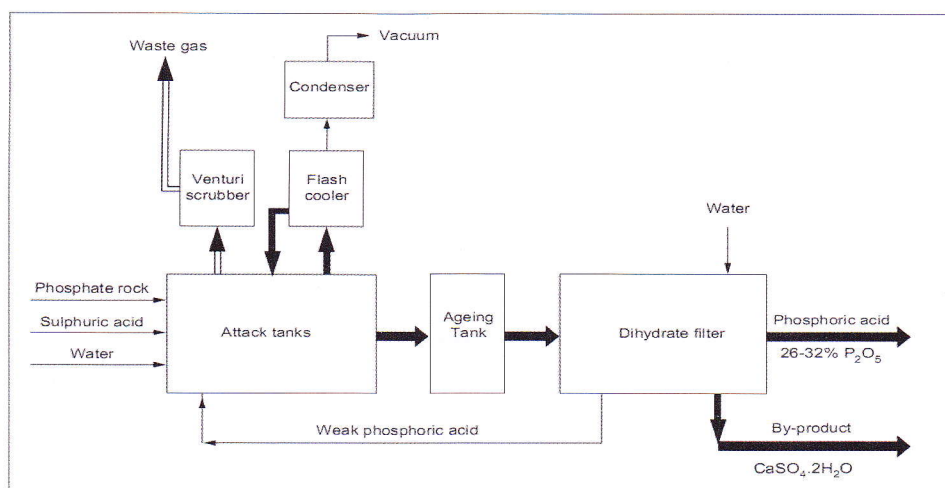 Vacuum
Waste gas
Condenser
Venturi
scrubber
Flash
cooler
Water
Phosphate rock
Sulphuric acid
Water
Attack tanks
Ageing
Tank
Dihydrate filter
Phosphoric acid
26-32% P₂O₅
Weak phosphoric acid
By-product
CaSO₄.2H₂O